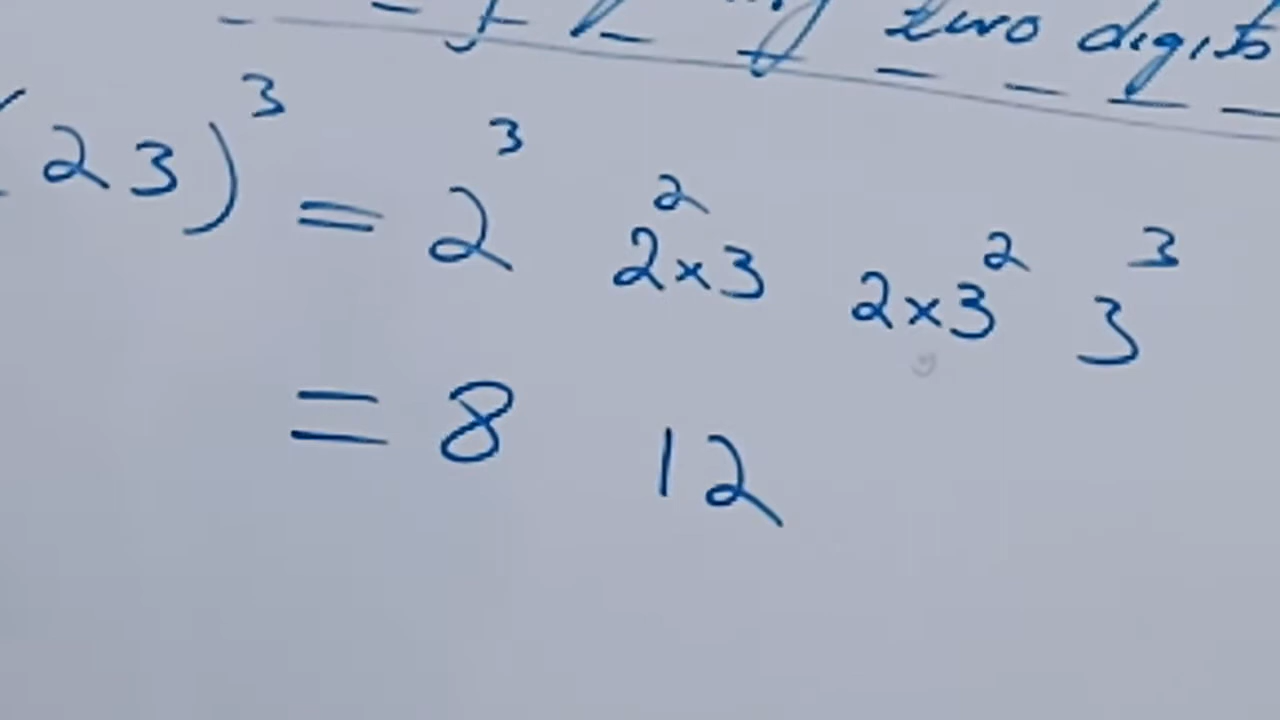 two digits
(23)³ = 2³ 2²×3 2×3² 3³
= 8 12